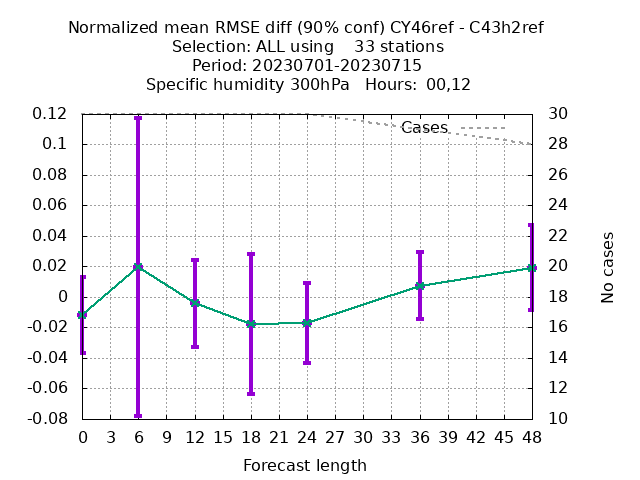 Normalized mean RMSE diff (90% conf) CY46ref - C43h2ref
Selection: ALL using 33 stations
Period: 20230701-20230715
Specific humidity 300hPa Hours: 00,12
0.12
0.1
0.08
0.06
0.04
0.02
0
-0.02
-0.04
-0.06
-0.08
Cases
30
28
26
24
22
20
18
16
14
12
10
No cases
0 3 6 9 12 15 18 21 24 27 30 33 36 39 42 45 48
Forecast length